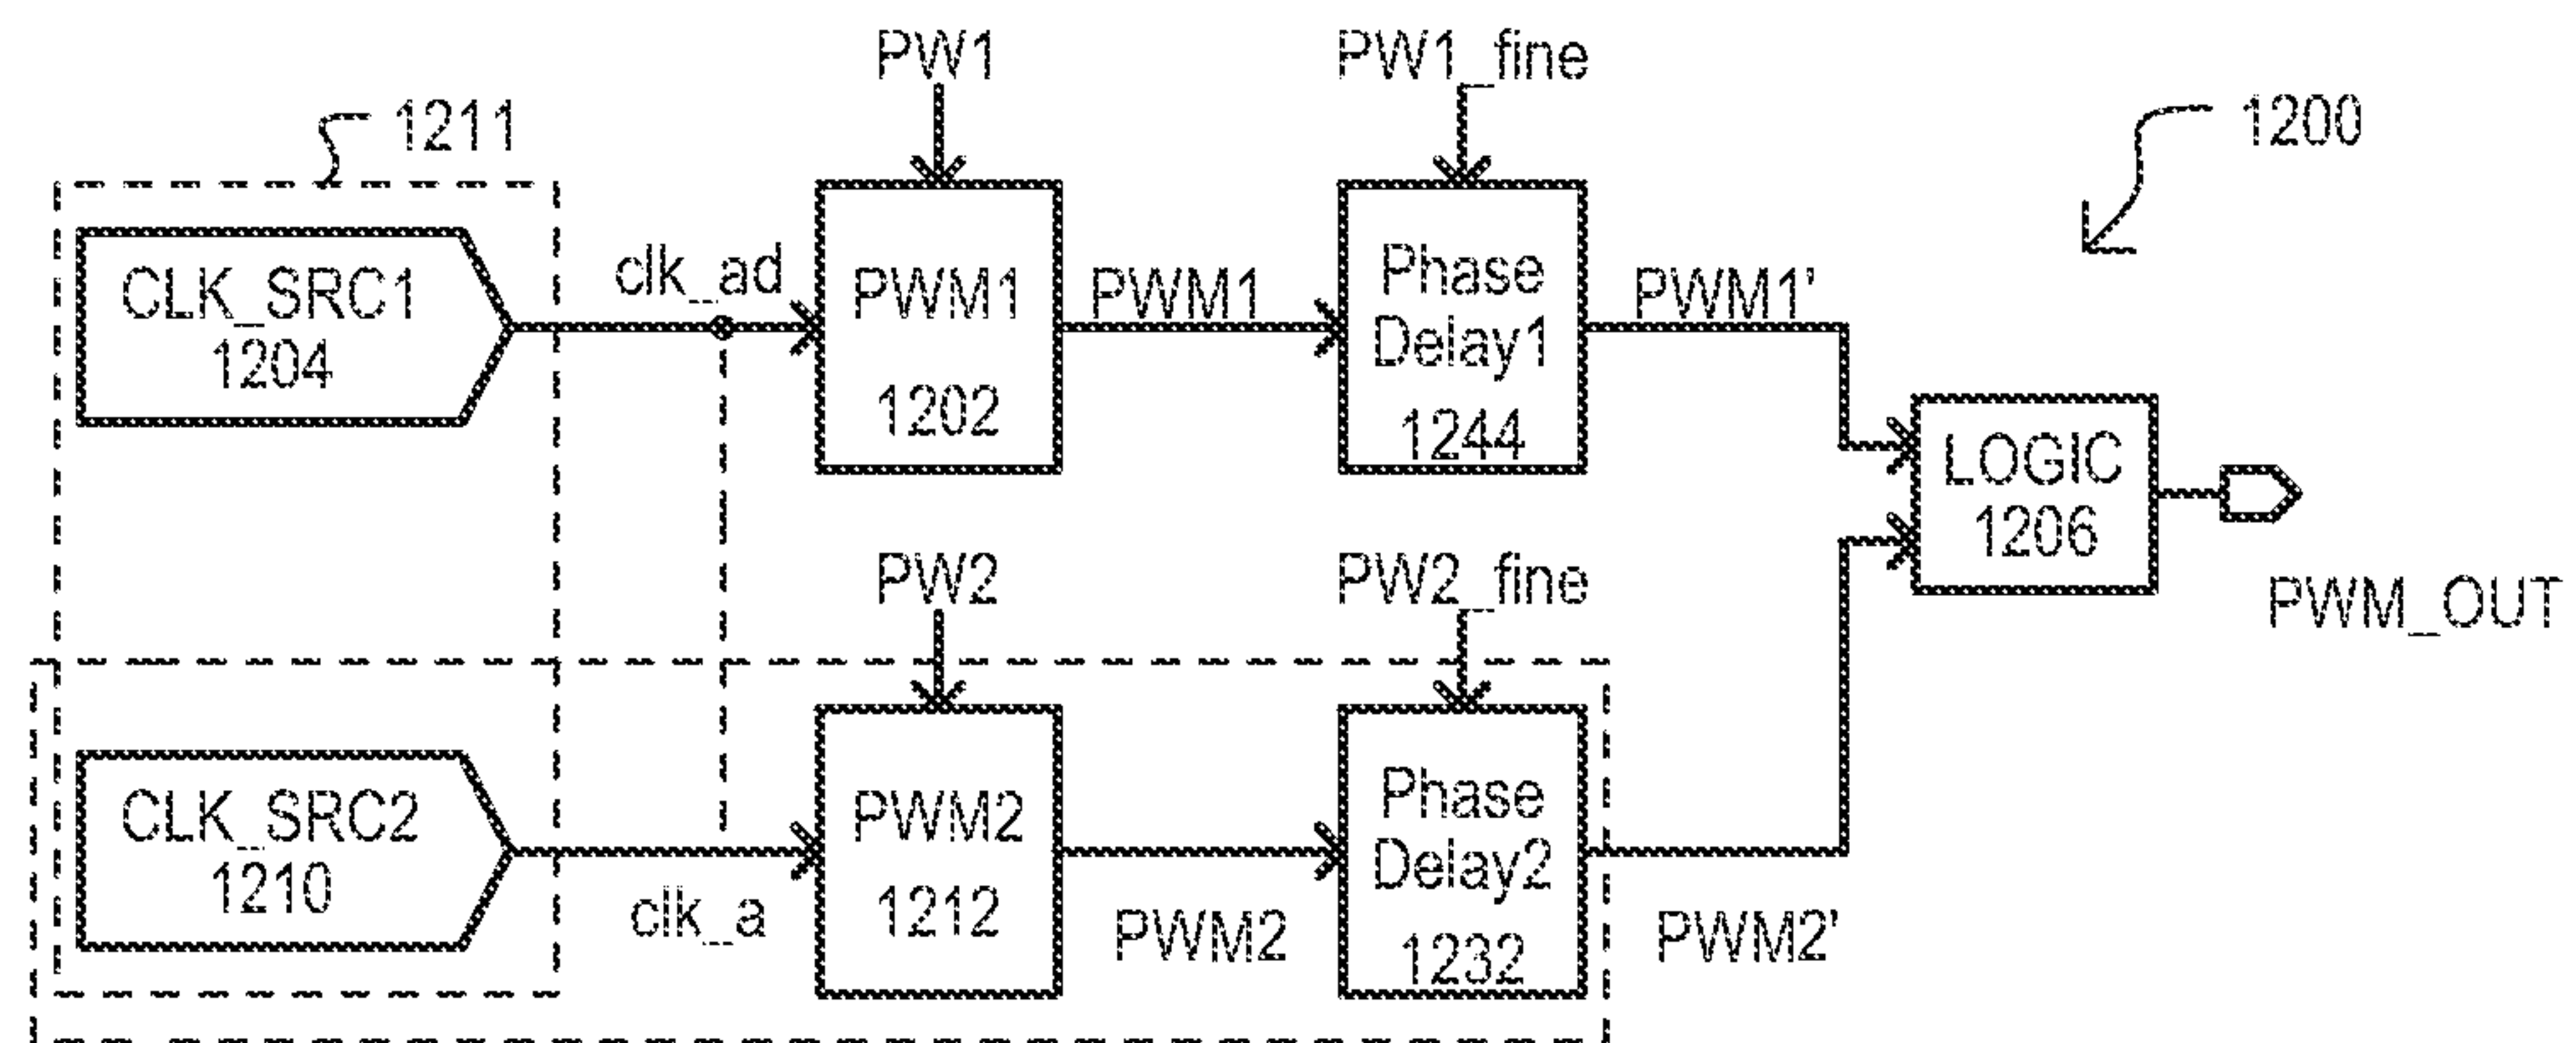 PW1
PW1_fine
1211
1200
CLK_SRC1
1204
clk_ad
PWM1
1202
PWM1
Phase
Delay1
1244
PWM1'
LOGIC
1206
PWM_OUT
PW2
PW2_fine
CLK_SRC2
1210
clk_a
PWM2
1212
PWM2
Phase
Delay2
1232
PWM2'